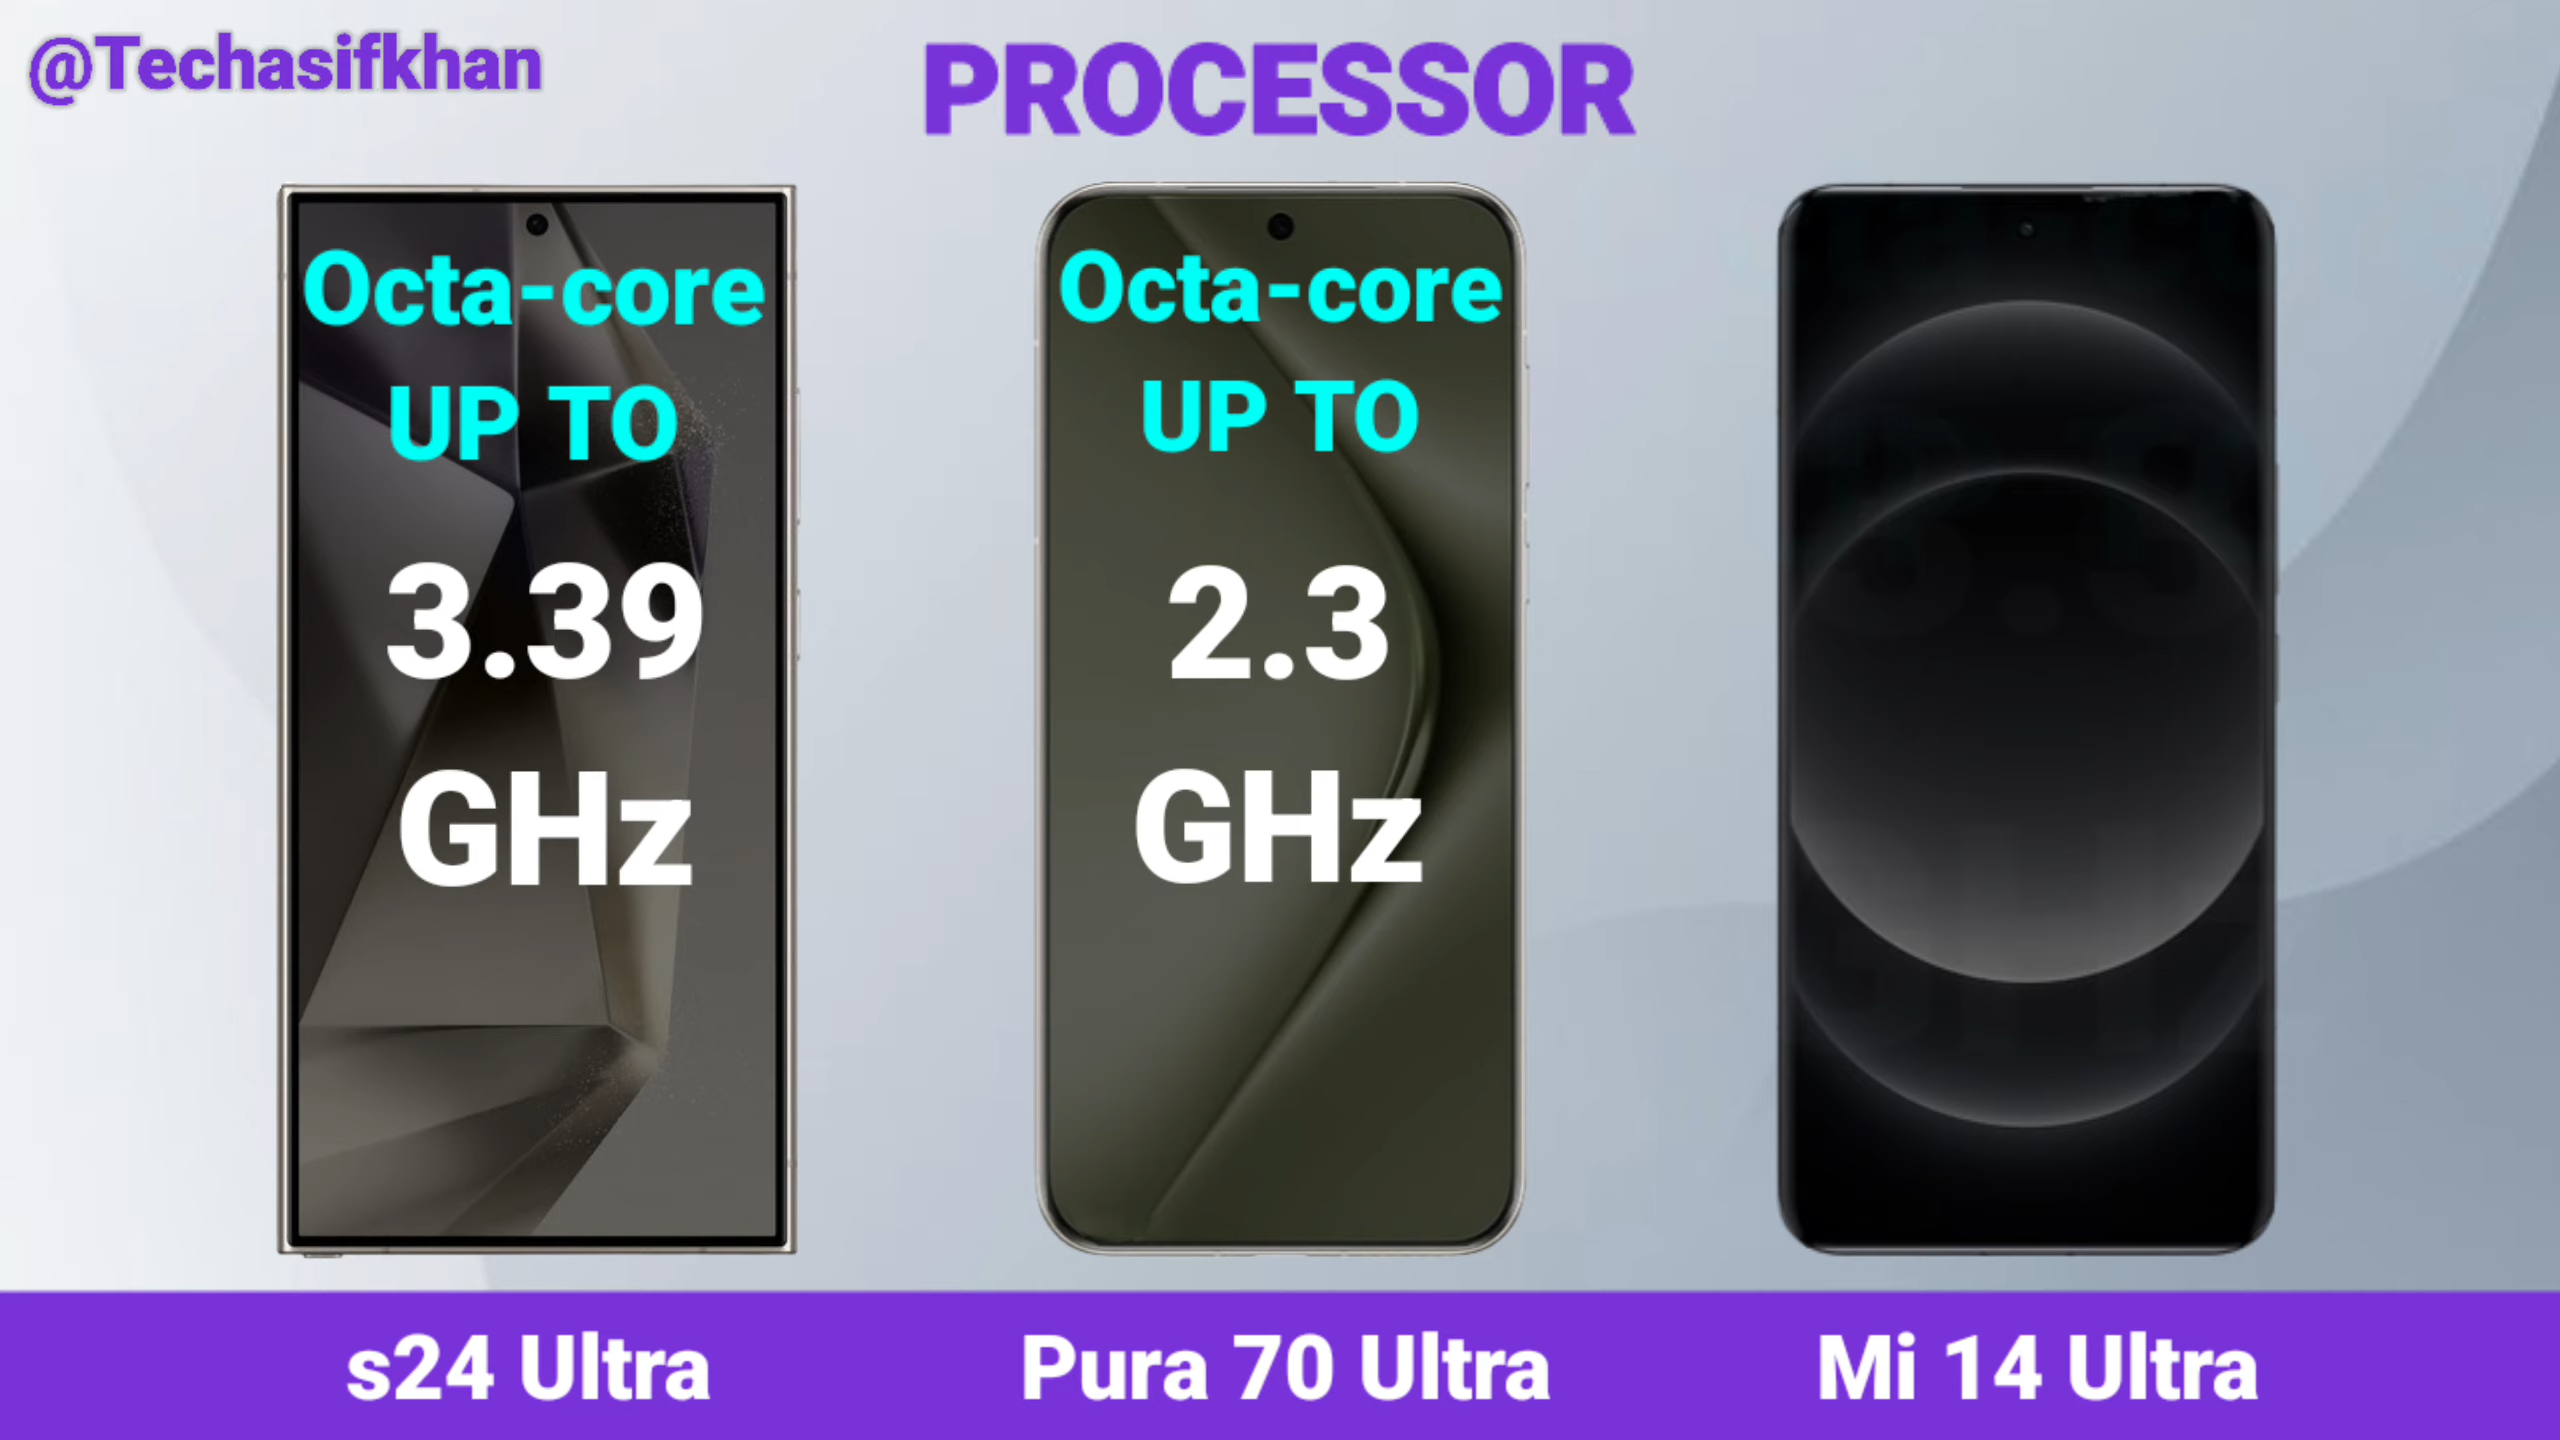 @Techasifkhan
PROCESSOR
Octa-core
UP TO
3.39
GHz
Octa-core
UP TO
2.3
GHz
s24 Ultra
Pura 70 Ultra
Mi 14 Ultra